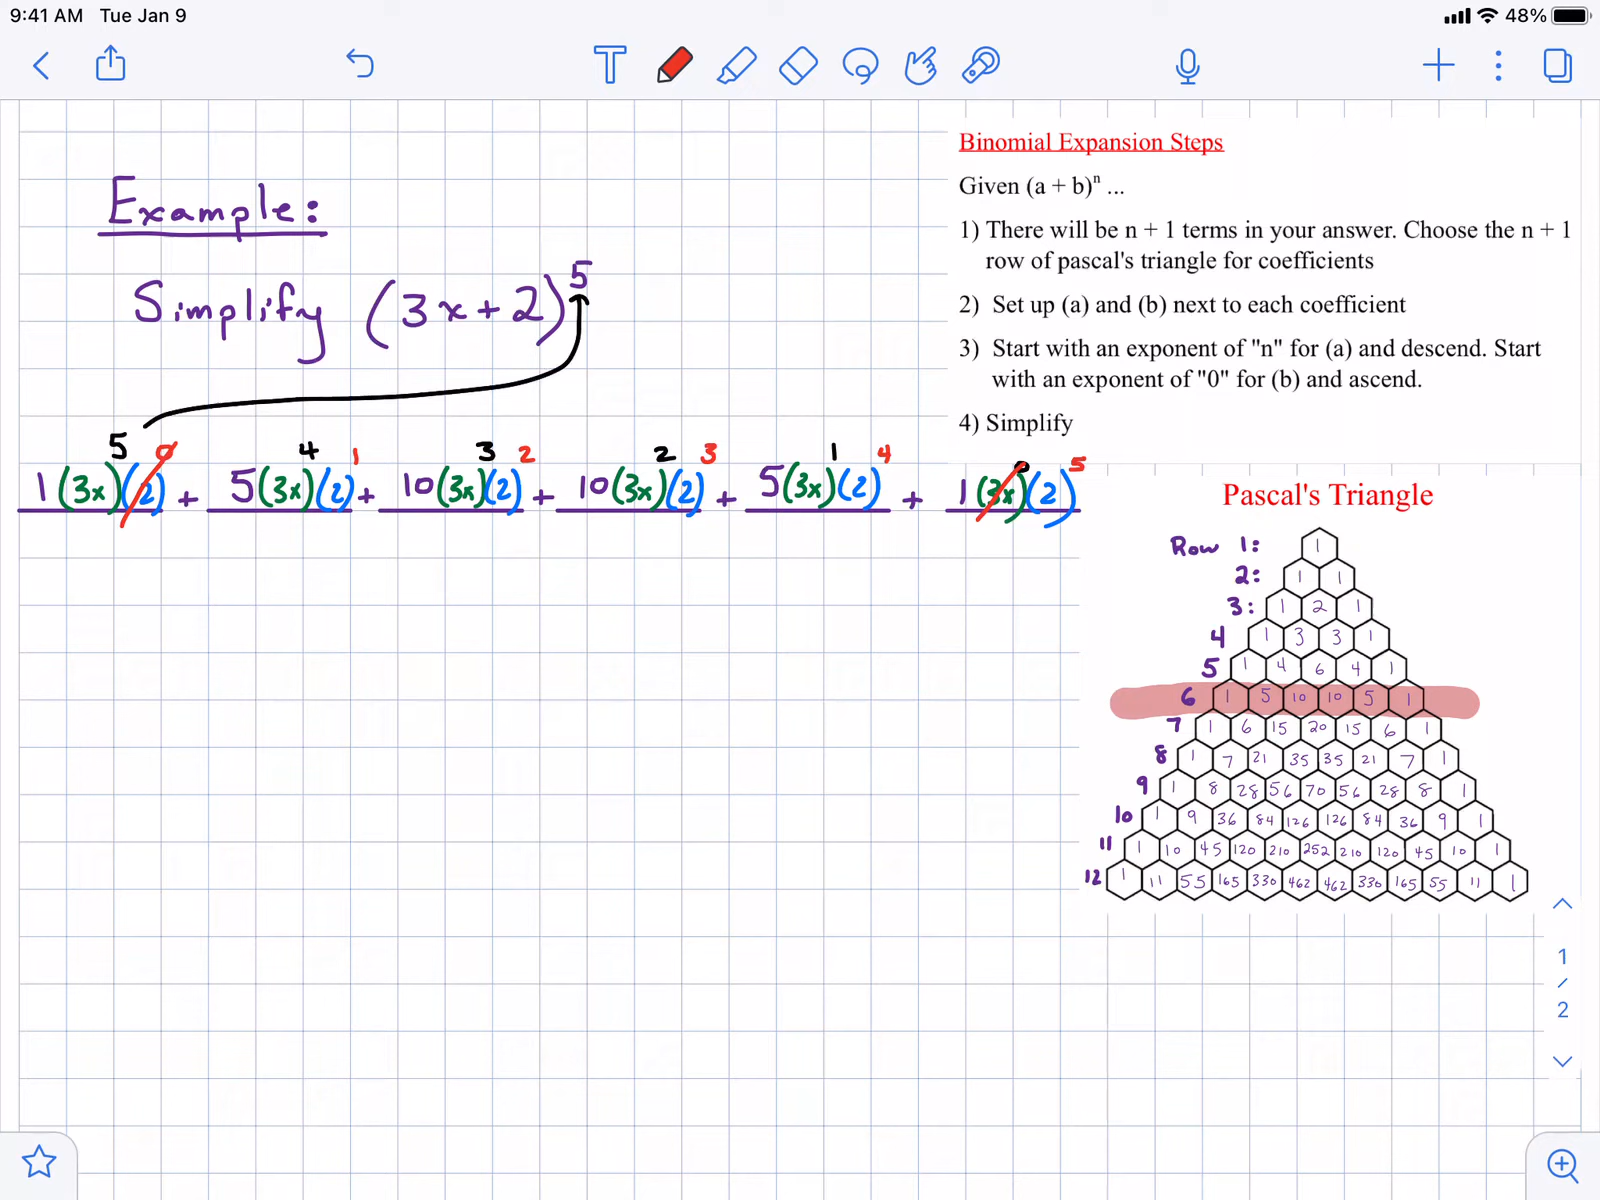 9:41 AM Tue Jan 9
48%
Example:
Simplify (3x+2)⁵
1(3x)⁵(2)⁰ + 5(3x)⁴(2)¹ + 10(3x)³(2)² + 10(3x)²(2)³ + 5(3x)¹(2)⁴ + 1(3x)⁰(2)⁵
Binomial Expansion Steps
Given (a + b)ⁿ ...
1) There will be n + 1 terms in your answer. Choose the n + 1
row of pascal's triangle for coefficients
2) Set up (a) and (b) next to each coefficient
3) Start with an exponent of "n" for (a) and descend. Start
with an exponent of "0" for (b) and ascend.
4) Simplify
Pascal's Triangle
Row 1: 1
2: 1 1
3: 1 2 1
4 1 3 3 1
5 1 4 6 4 1
6 1 5 10 10 5 1
7 1 6 15 20 15 6 1
8 1 7 21 35 35 21 7 1
9 1 8 28 56 70 56 28 8 1
10 1 9 36 84 126 126 84 36 9 1
11 1 10 45 120 210 252 210 120 45 10 1
12 1 11 55 165 330 462 462 330 165 55 11 1
1
/
2